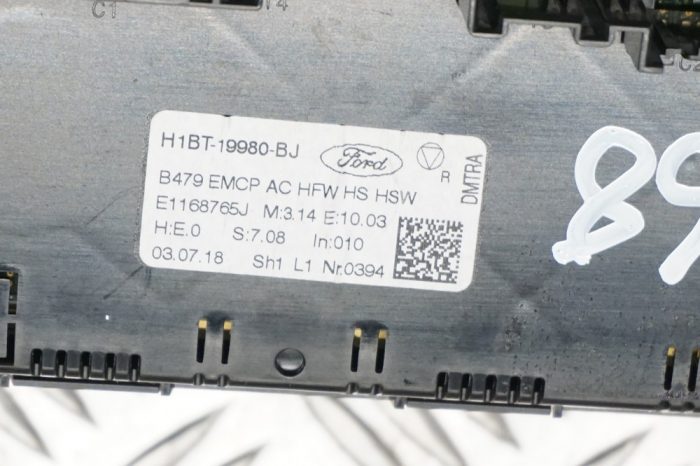 C1
H1BT-19980-BJ
Ford
R
DMTRA
B479 EMCP AC HFW HS HSW
E1168765J M:3.14 E:10.03
H:E.0 S:7.08 In:010
03.07.18 Sh1 L1 Nr.0394
89